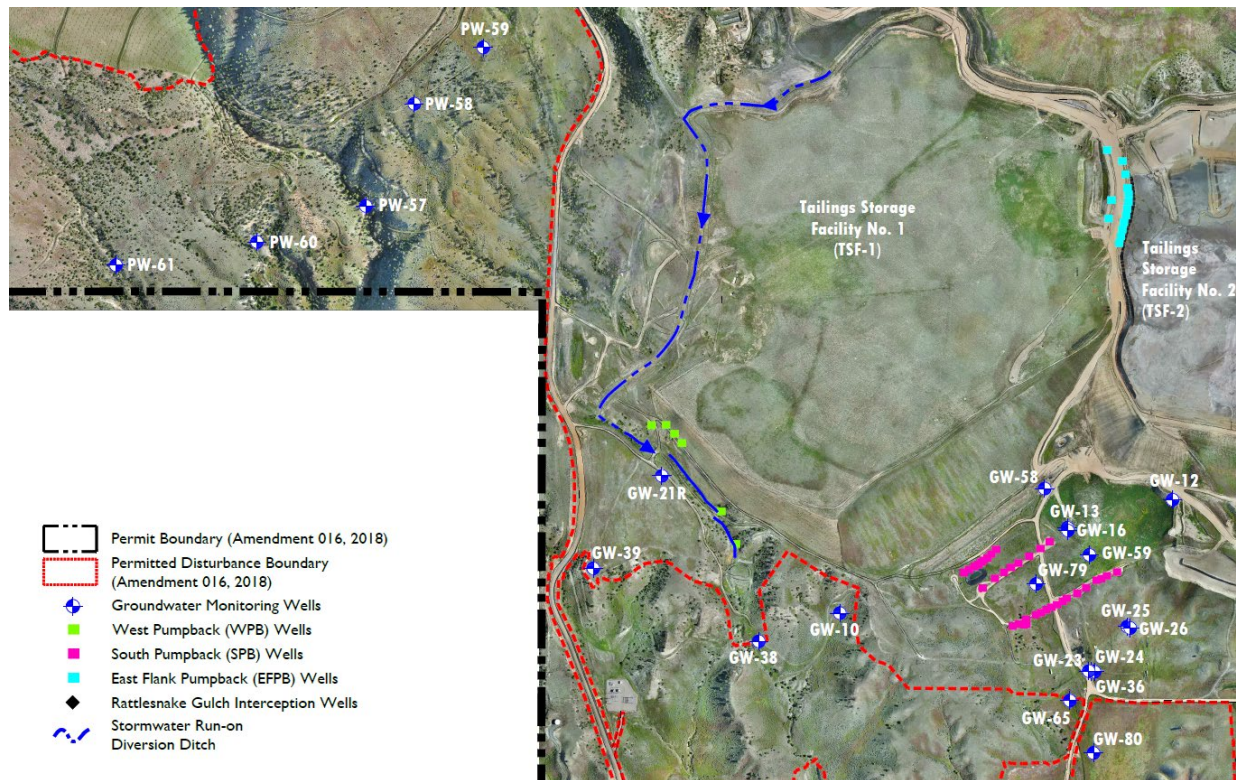 PW-59
PW-58
PW-57
PW-60
PW-61
Tailings Storage
Facility No. 1
(TSF-1)
Tailings
Storage
Facility No. 2
(TSF-2)
GW-58
GW-12
GW-21R
GW-13
GW-16
GW-39
GW-59
GW-79
GW-10
GW-25
GW-26
GW-38
GW-23
GW-24
GW-36
GW-65
GW-80
Permit Boundary (Amendment 016, 2018)
Permitted Disturbance Boundary
(Amendment 016, 2018)
Groundwater Monitoring Wells
West Pumpback (WPB) Wells
South Pumpback (SPB) Wells
East Flank Pumpback (EFPB) Wells
Rattlesnake Gulch Interception Wells
Stormwater Run-on
Diversion Ditch